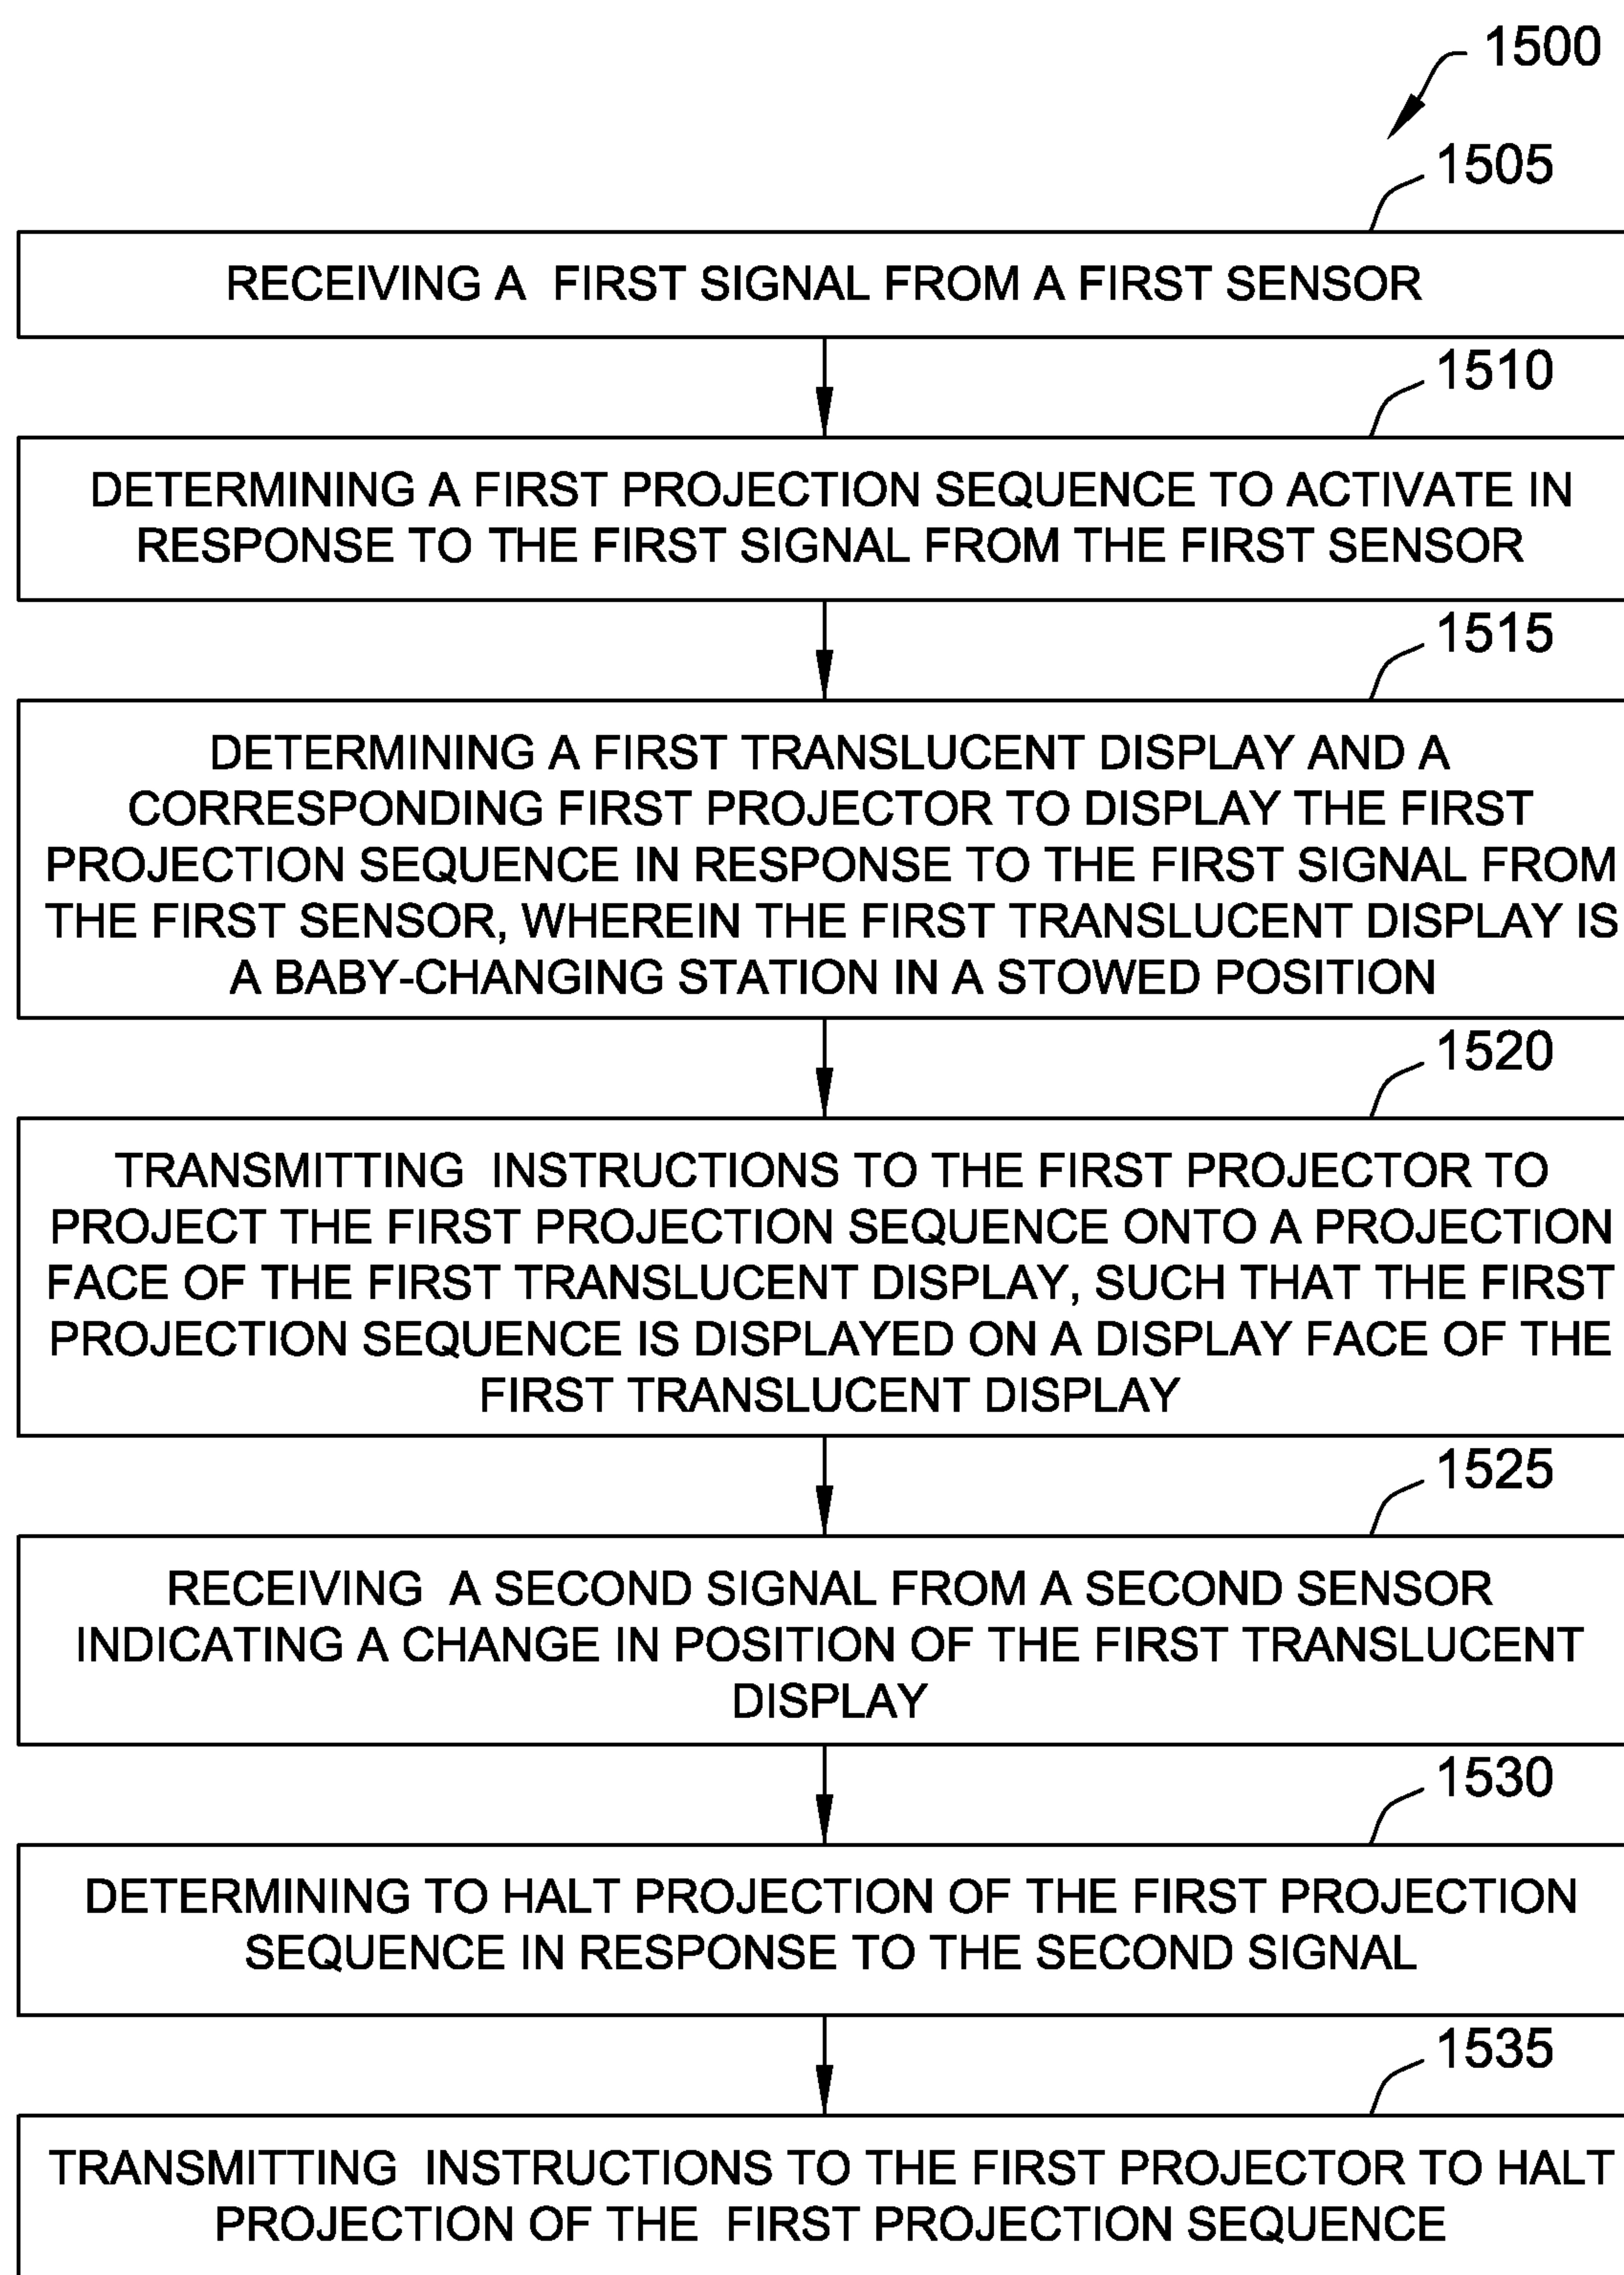 1500
1505
RECEIVING A FIRST SIGNAL FROM A FIRST SENSOR
1510
DETERMINING A FIRST PROJECTION SEQUENCE TO ACTIVATE IN
RESPONSE TO THE FIRST SIGNAL FROM THE FIRST SENSOR
1515
DETERMINING A FIRST TRANSLUCENT DISPLAY AND A
CORRESPONDING FIRST PROJECTOR TO DISPLAY THE FIRST
PROJECTION SEQUENCE IN RESPONSE TO THE FIRST SIGNAL FROM
THE FIRST SENSOR, WHEREIN THE FIRST TRANSLUCENT DISPLAY IS
A BABY-CHANGING STATION IN A STOWED POSITION
1520
TRANSMITTING INSTRUCTIONS TO THE FIRST PROJECTOR TO
PROJECT THE FIRST PROJECTION SEQUENCE ONTO A PROJECTION
FACE OF THE FIRST TRANSLUCENT DISPLAY, SUCH THAT THE FIRST
PROJECTION SEQUENCE IS DISPLAYED ON A DISPLAY FACE OF THE
FIRST TRANSLUCENT DISPLAY
1525
RECEIVING A SECOND SIGNAL FROM A SECOND SENSOR
INDICATING A CHANGE IN POSITION OF THE FIRST TRANSLUCENT
DISPLAY
1530
DETERMINING TO HALT PROJECTION OF THE FIRST PROJECTION
SEQUENCE IN RESPONSE TO THE SECOND SIGNAL
1535
TRANSMITTING INSTRUCTIONS TO THE FIRST PROJECTOR TO HALT
PROJECTION OF THE FIRST PROJECTION SEQUENCE